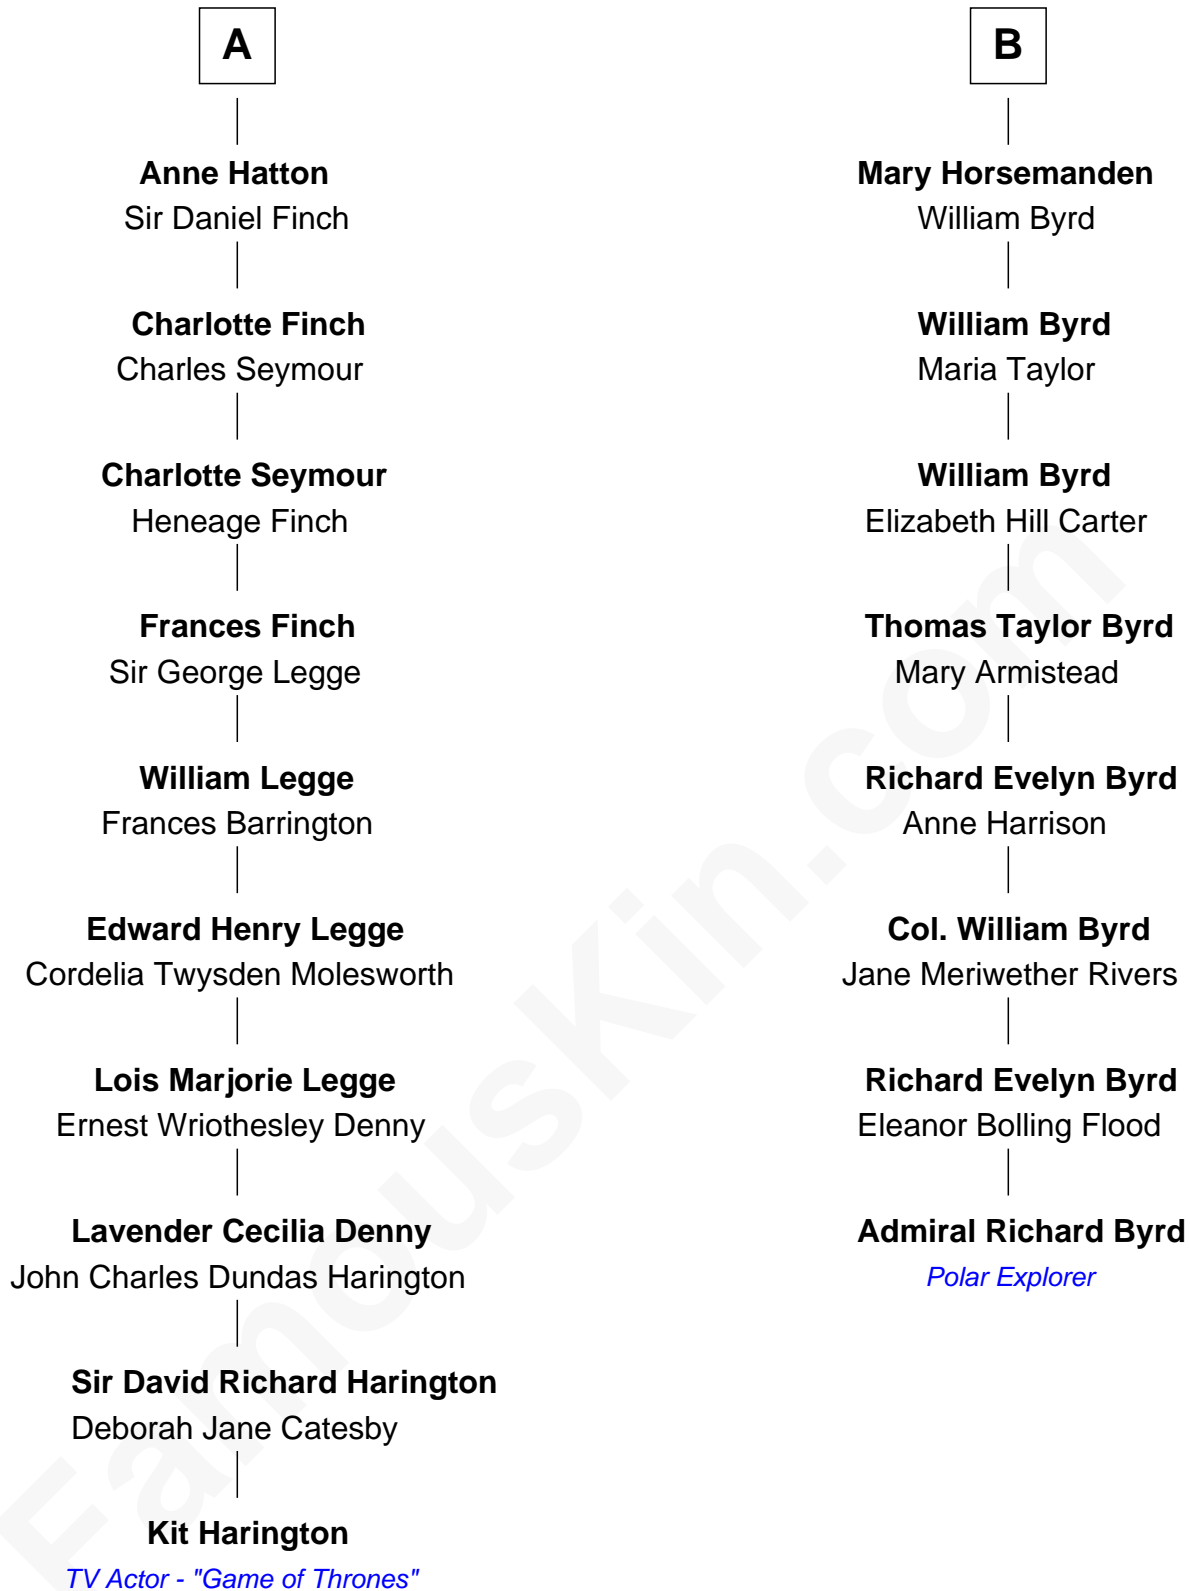 A
Anne Hatton
Sir Daniel Finch
Charlotte Finch
Charles Seymour
Charlotte Seymour
Heneage Finch
Frances Finch
Sir George Legge
William Legge
Frances Barrington
Edward Henry Legge
Cordelia Twysden Molesworth
Lois Marjorie Legge
Ernest Wriothesley Denny
Lavender Cecilia Denny
John Charles Dundas Harington
Sir David Richard Harington
Deborah Jane Catesby
Kit Harington
TV Actor - "Game of Thrones"
B
Mary Horsemanden
William Byrd
William Byrd
Maria Taylor
William Byrd
Elizabeth Hill Carter
Thomas Taylor Byrd
Mary Armistead
Richard Evelyn Byrd
Anne Harrison
Col. William Byrd
Jane Meriwether Rivers
Richard Evelyn Byrd
Eleanor Bolling Flood
Admiral Richard Byrd
Polar Explorer
FamousKin.com